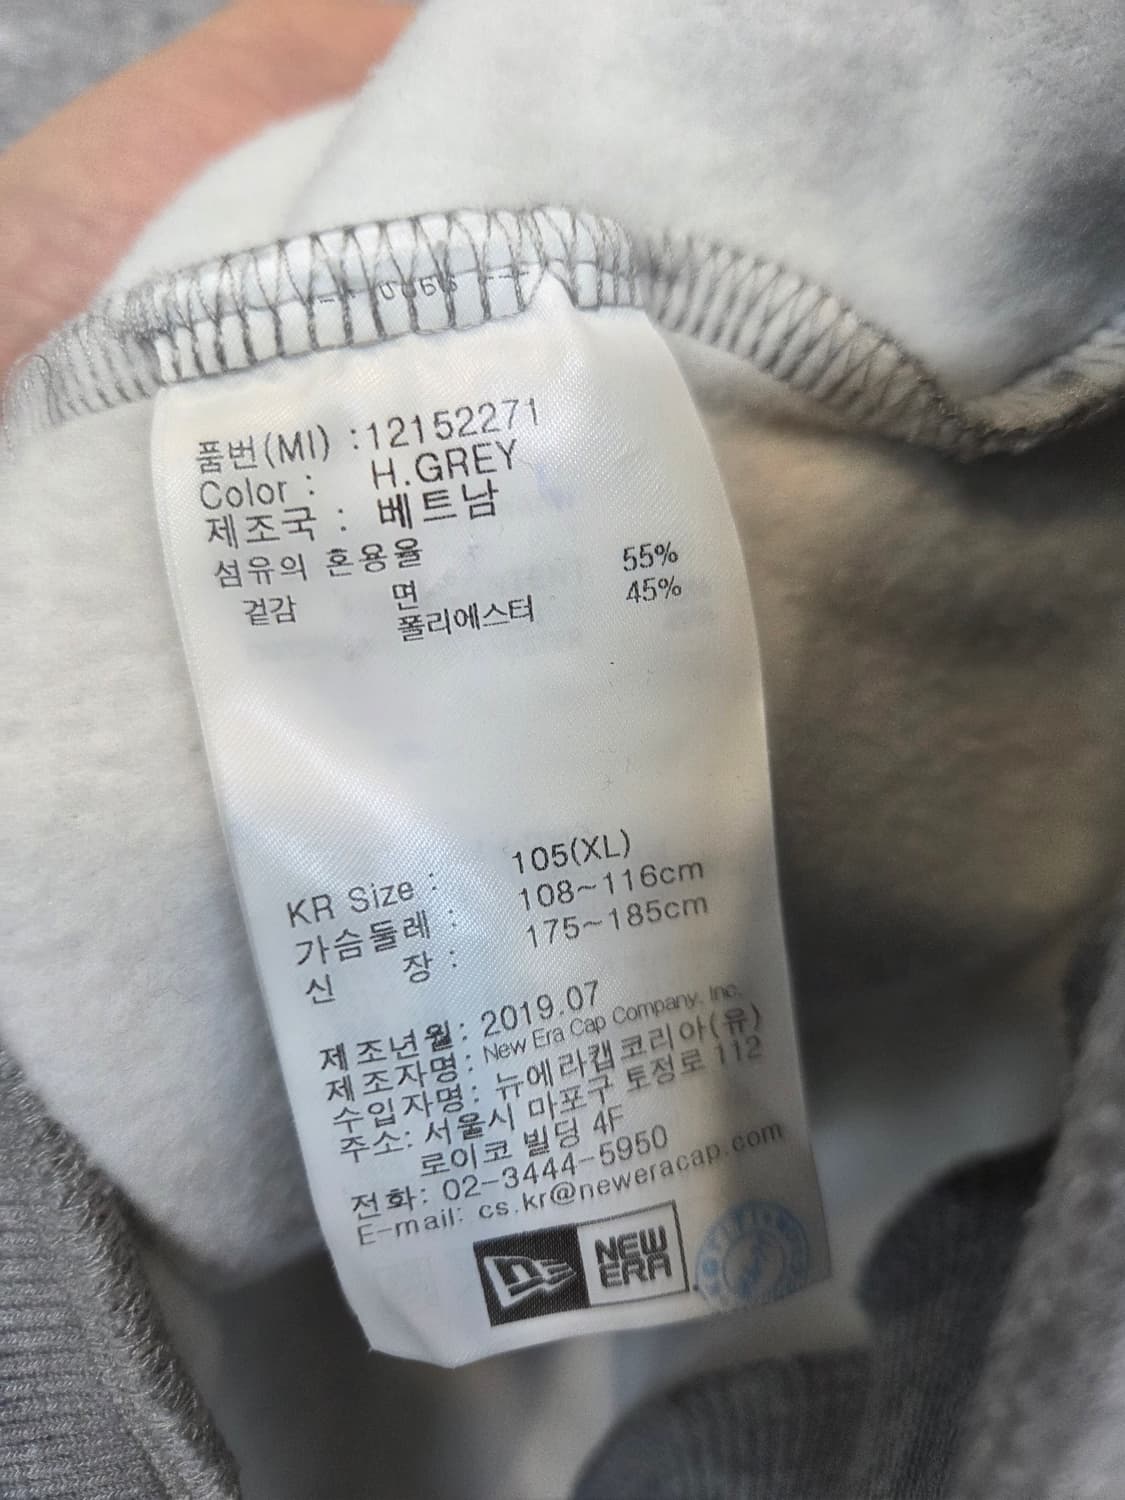 품번(MI) :12152271
Color : H.GREY
제조국 : 베트남
섬유의 혼용율
겉감 면 55%
폴리에스터 45%
KR Size : 105(XL)
가슴둘레 : 108~116cm
신 장 : 175~185cm
제조년월: 2019.07
제조자명: New Era Cap Company, Inc.
수입자명: 뉴에라캡코리아(유)
주소: 서울시 마포구 토정로 112
로이코 빌딩 4F
전화: 02-3444-5950
E-mail: cs.kr@neweracap.com
NEW
ERA